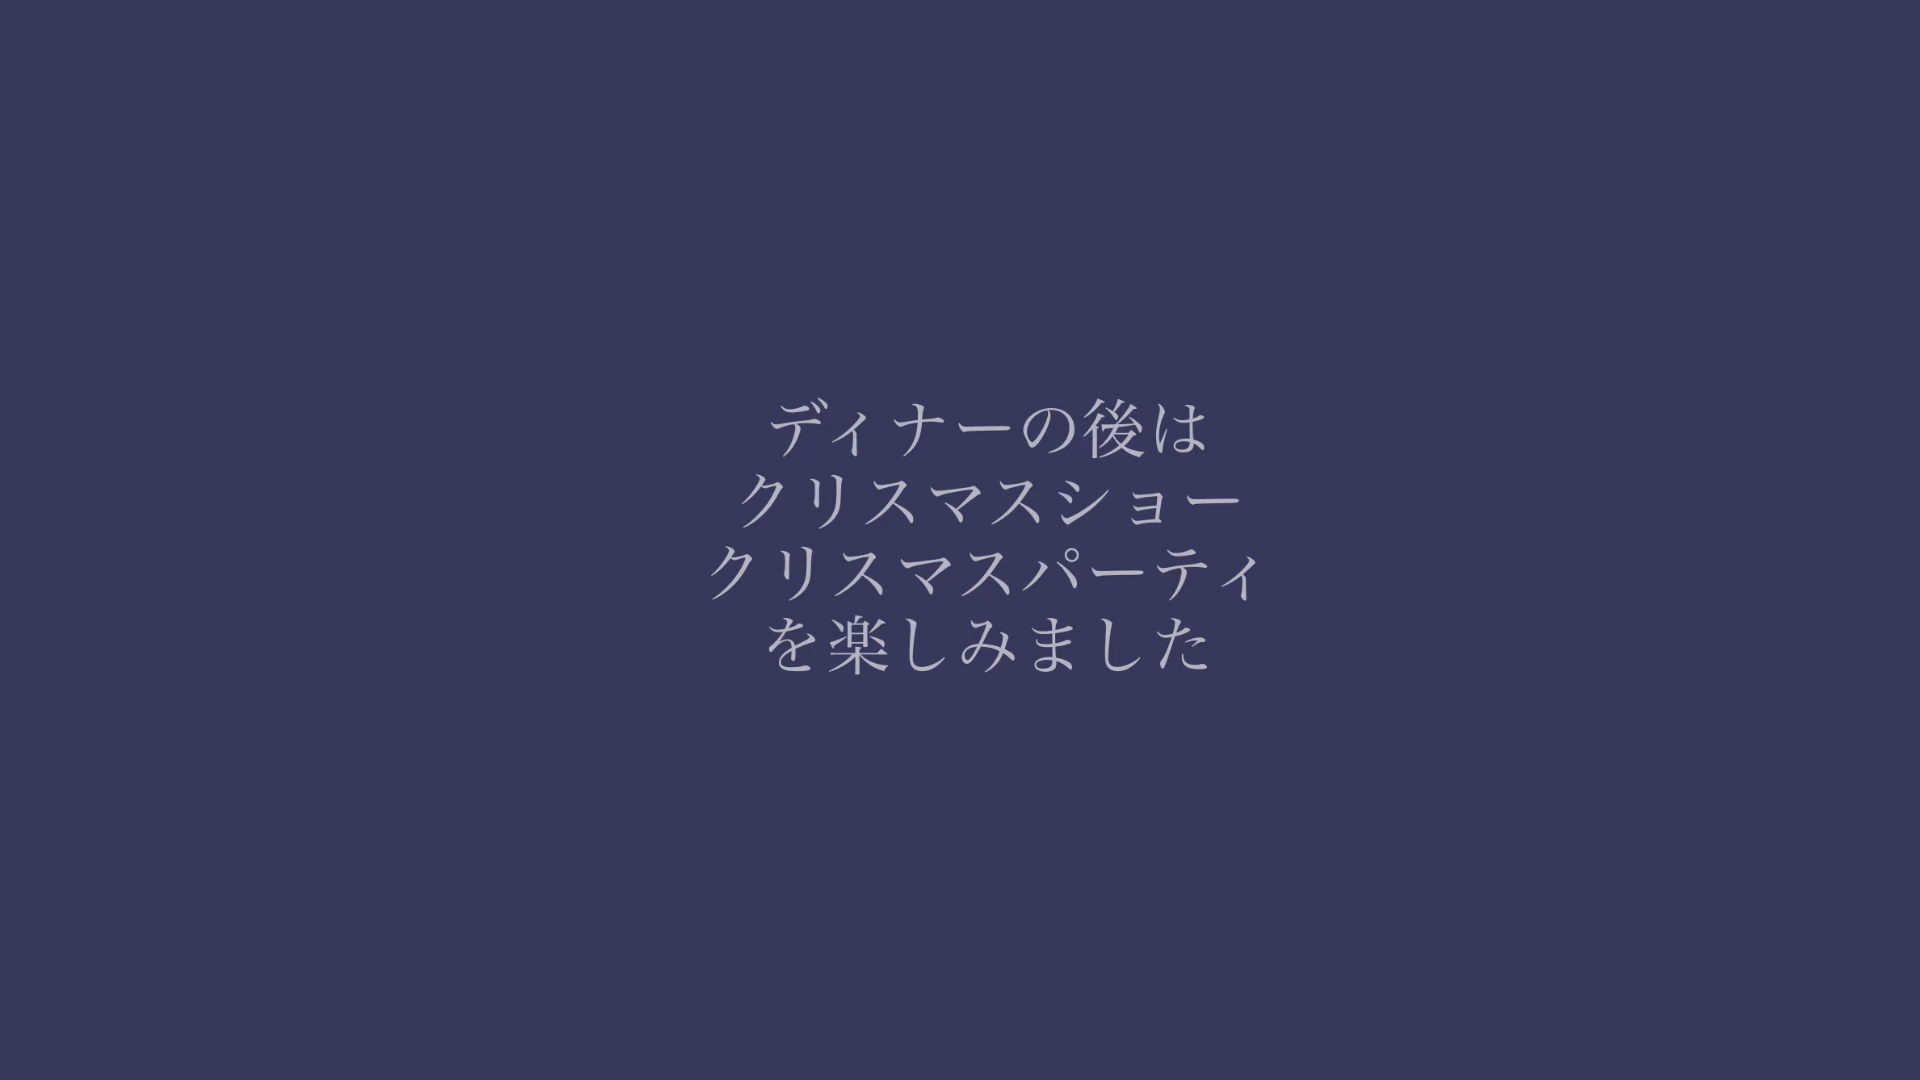 ディナーの後は
クリスマスショー
クリスマスパーティ
を楽しみました